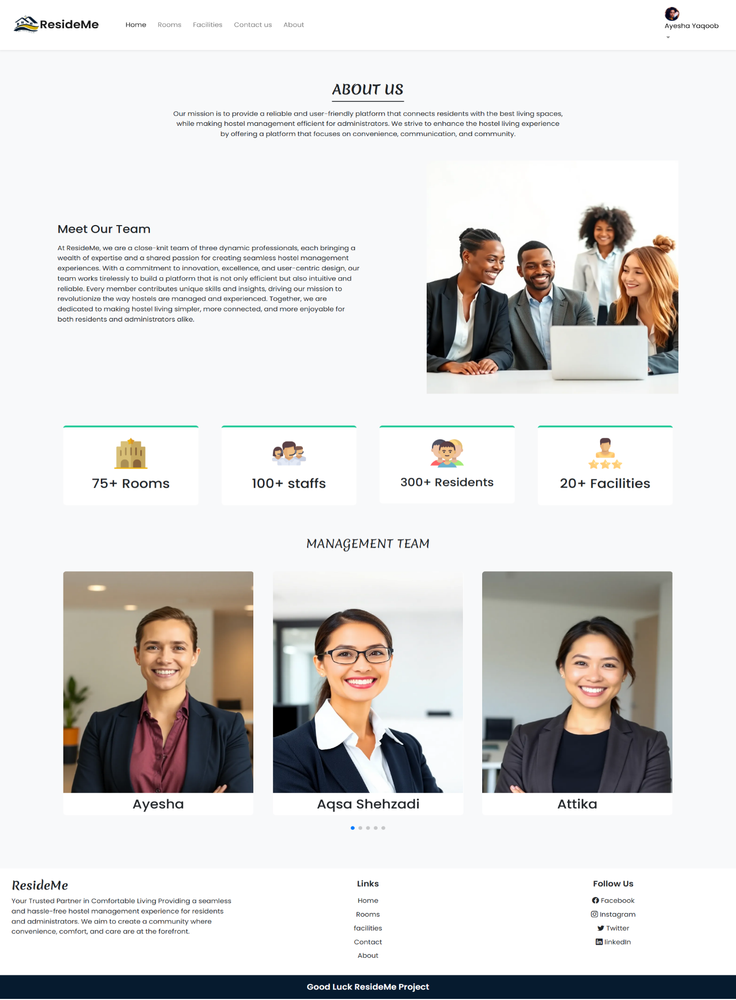 ResideMe
Home
Rooms
Facilities
Contact us
About
Ayesha Yaqoob
ABOUT US
Our mission is to provide a reliable and user-friendly platform that connects residents with the best living spaces,
while making hostel management efficient for administrators. We strive to enhance the hostel living experience
by offering a platform that focuses on convenience, communication, and community.
Meet Our Team
At ResideMe, we are a close-knit team of three dynamic professionals, each bringing a
wealth of expertise and a shared passion for creating seamless hostel management
experiences. With a commitment to innovation, excellence, and user-centric design, our
team works tirelessly to build a platform that is not only efficient but also intuitive and
reliable. Every member contributes unique skills and insights, driving our mission to
revolutionize the way hostels are managed and experienced. Together, we are
dedicated to making hostel living simpler, more connected, and more enjoyable for
both residents and administrators alike.
75+ Rooms
100+ staffs
300+ Residents
20+ Facilities
MANAGEMENT TEAM
Ayesha
Aqsa Shehzadi
Attika
ResideMe
Your Trusted Partner in Comfortable Living Providing a seamless
and hassle-free hostel management experience for residents
and administrators. We aim to create a community where
convenience, comfort, and care are at the forefront.
Links
Home
Rooms
facilities
Contact
About
Follow Us
Facebook
Instagram
Twitter
linkedIn
Good Luck ResideMe Project